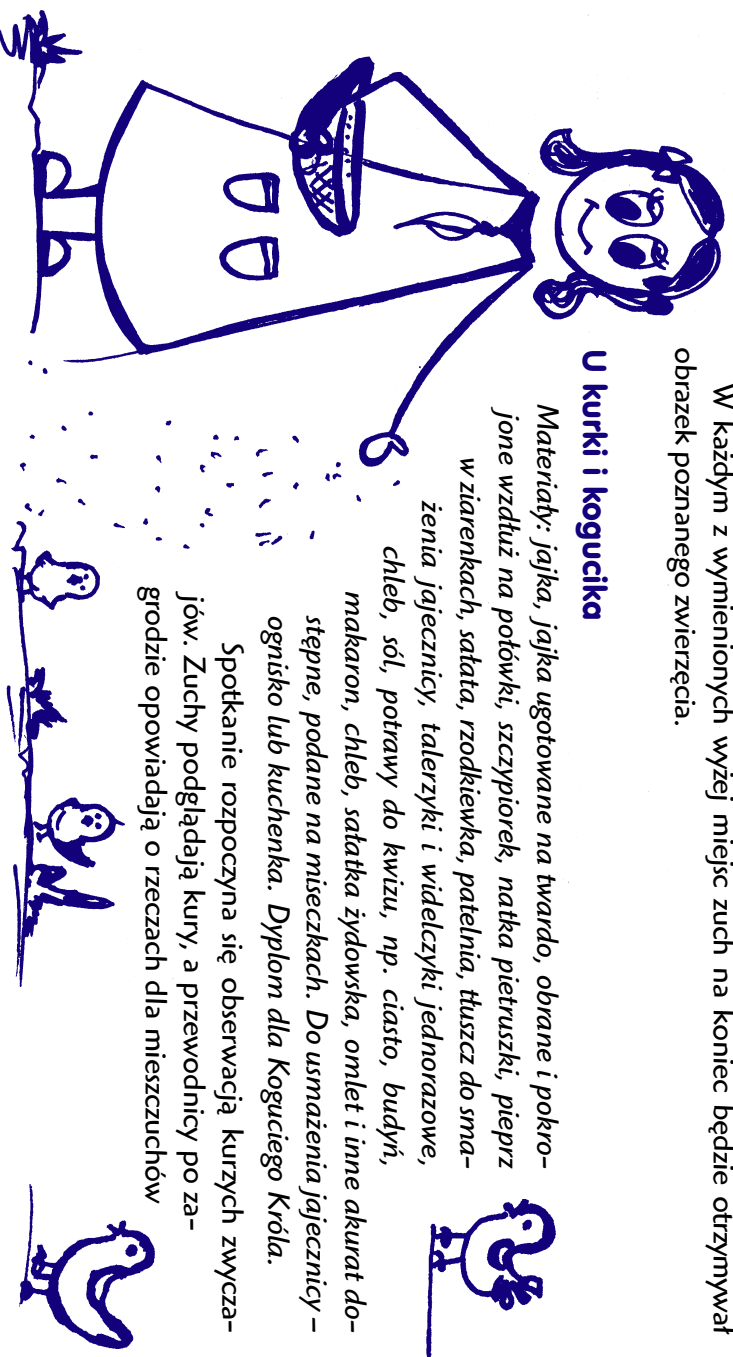 W każdym z wymienionych wyżej miejsc zuch na koniec będzie otrzymywał
obrazek poznanego zwierzęcia.
U kurki i kogucika
Materiały: jajka, jajka ugotowane na twardo, obrane i pokro-
jone wzdłuż na połówki, szczypiorek, natka pietruszki, pieprz
w ziarenkach, sałata, rzodkiewka, patelnia, tłuszcz do sma-
żenia jajecznicy, talerzyki i widelczyki jednorazowe,
chleb, sól, potrawy do kwizu, np. ciasto, budyń,
makaron, chleb, sałatka żydowska, omlet i inne akurat do-
stępne, podane na miseczkach. Do usmażenia jajecznicy –
ognisko lub kuchenka. Dyplom dla Koguciego Króla.
Spotkanie rozpoczyna się obserwacją kurzych zwycza-
jów. Zuchy podglądają kury, a przewodnicy po za-
grodzie opowiadają o rzeczach dla mieszczuchów